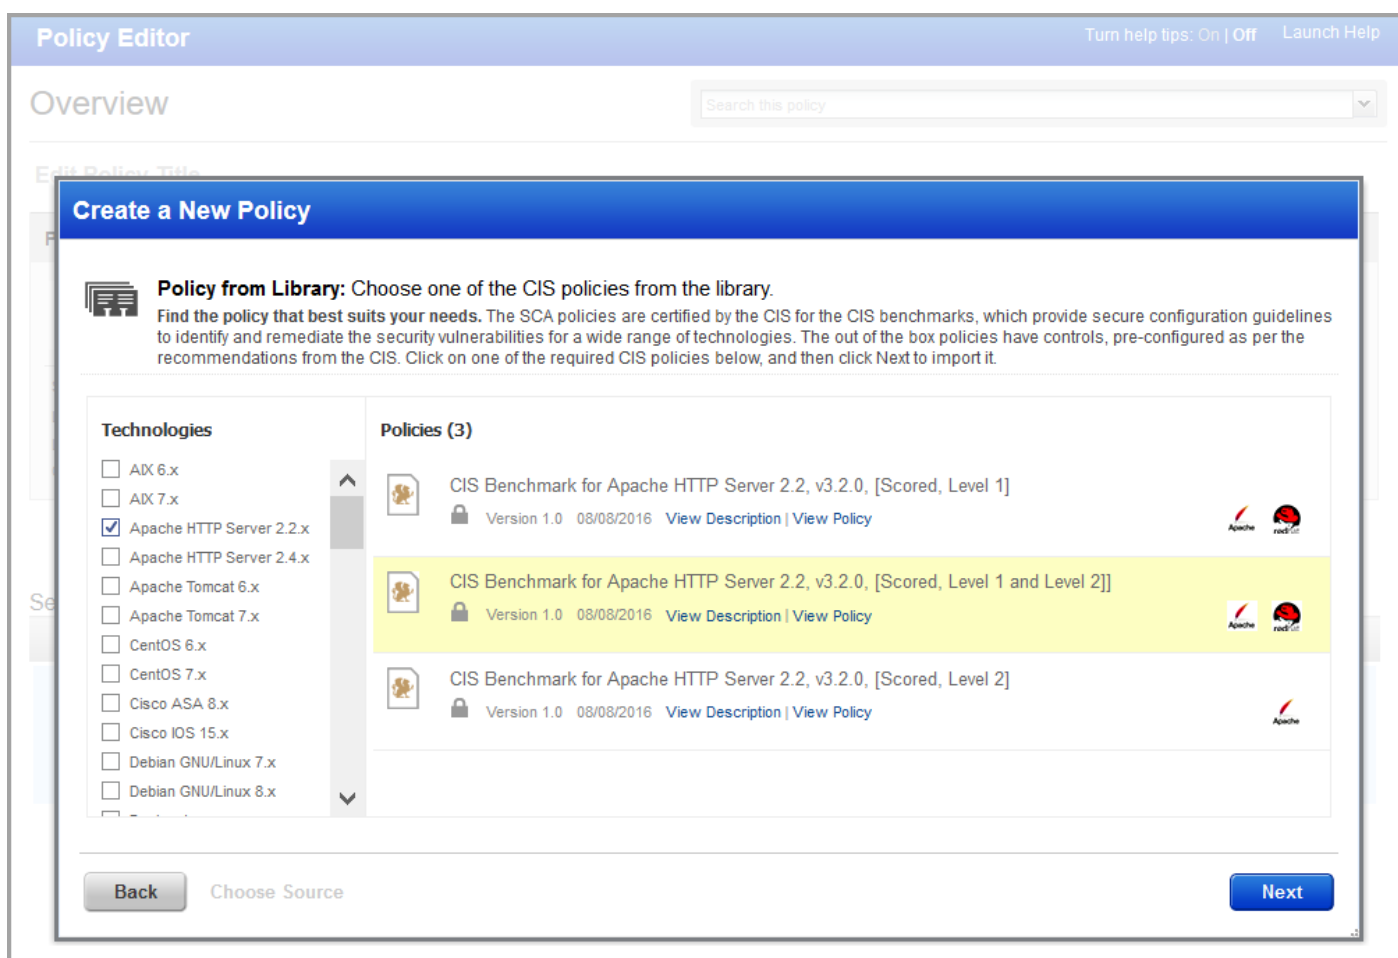 Policy Editor
Turn help tips: On | Off Launch Help
Overview
Search this policy
Edit Policy Title
Create a New Policy
Policy from Library: Choose one of the CIS policies from the library.
Find the policy that best suits your needs. The SCA policies are certified by the CIS for the CIS benchmarks, which provide secure configuration guidelines
to identify and remediate the security vulnerabilities for a wide range of technologies. The out of the box policies have controls, pre-configured as per the
recommendations from the CIS. Click on one of the required CIS policies below, and then click Next to import it.
Technologies
AIX 6.x
AIX 7.x
Apache HTTP Server 2.2.x
Apache HTTP Server 2.4.x
Apache Tomcat 6.x
Apache Tomcat 7.x
CentOS 6.x
CentOS 7.x
Cisco ASA 8.x
Cisco IOS 15.x
Debian GNU/Linux 7.x
Debian GNU/Linux 8.x
Policies (3)
CIS Benchmark for Apache HTTP Server 2.2, v3.2.0, [Scored, Level 1]
Version 1.0 08/08/2016 View Description | View Policy
Apache redhat
CIS Benchmark for Apache HTTP Server 2.2, v3.2.0, [Scored, Level 1 and Level 2]]
Version 1.0 08/08/2016 View Description | View Policy
Apache redhat
CIS Benchmark for Apache HTTP Server 2.2, v3.2.0, [Scored, Level 2]
Version 1.0 08/08/2016 View Description | View Policy
Apache
Se
Back Choose Source Next